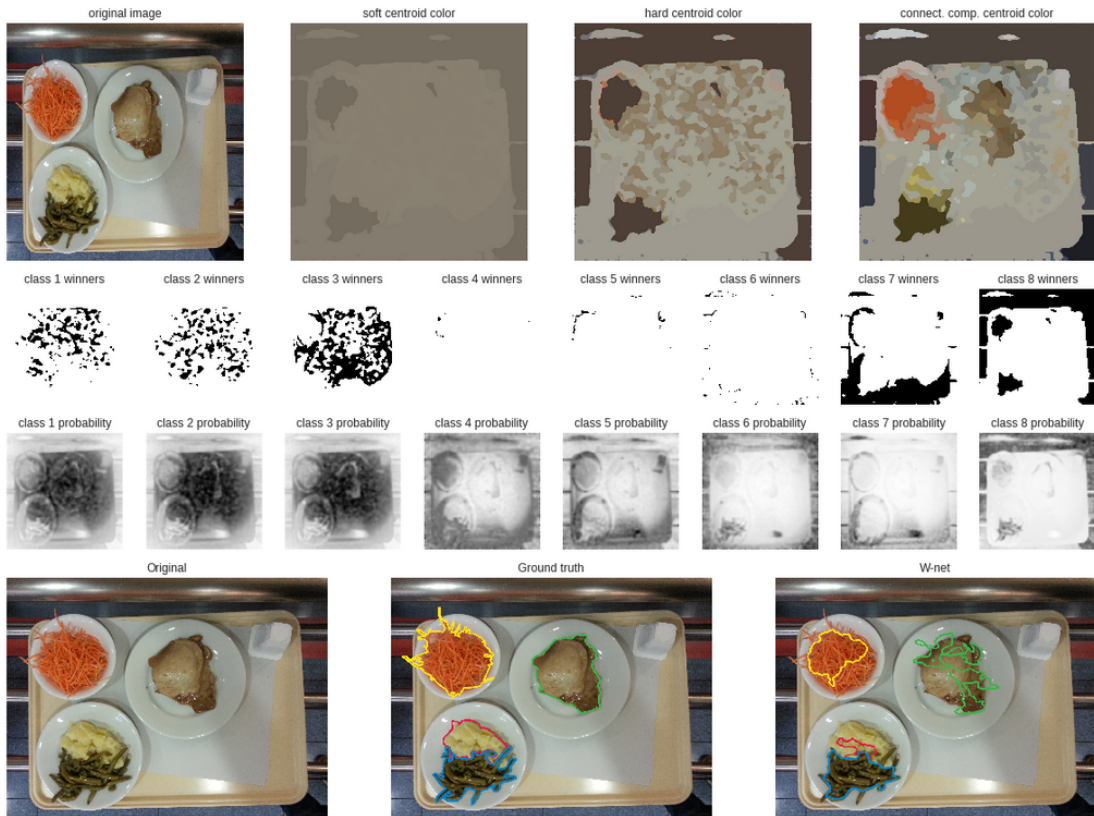 original image
soft centroid color
hard centroid color
connect. comp. centroid color
class 1 winners
class 2 winners
class 3 winners
class 4 winners
class 5 winners
class 6 winners
class 7 winners
class 8 winners
class 1 probability
class 2 probability
class 3 probability
class 4 probability
class 5 probability
class 6 probability
class 7 probability
class 8 probability
Original
Ground truth
W-net